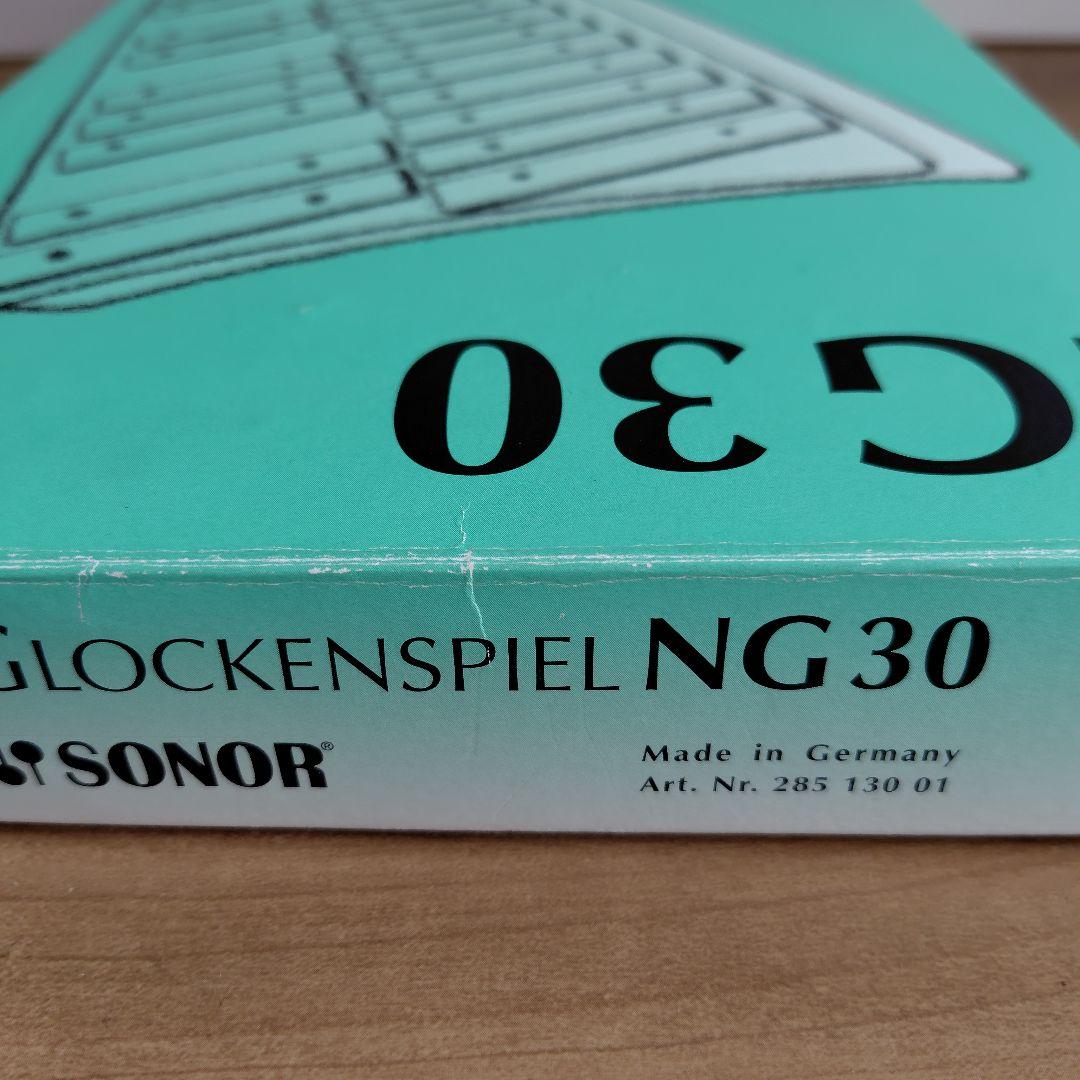 G30
GLOCKENSPIEL NG30
SONOR®
Made in Germany
Art. Nr. 285 130 01